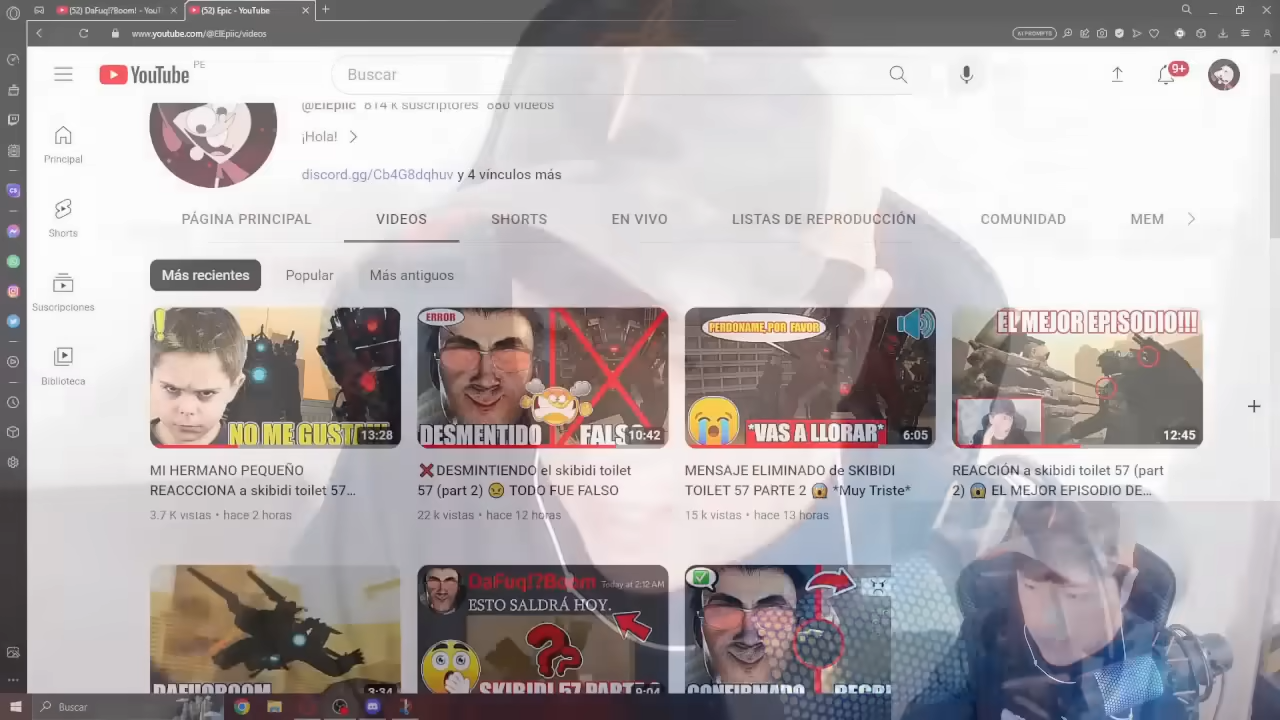 (52) DaFuq!?Boom! - YouT
(52) Epic - YouTube
www.youtube.com/@ElEpiic/videos
AI PROMPTS
YouTube
PE
Buscar
9+
@ElEpiic 814 k suscriptores 880 videos
¡Hola!
discord.gg/Cb4G8dqhuv y 4 vínculos más
Principal
Shorts
Suscripciones
Biblioteca
PÁGINA PRINCIPAL VIDEOS SHORTS EN VIVO LISTAS DE REPRODUCCIÓN COMUNIDAD MEM
Más recientes Popular Más antiguos
NO ME GUSTA
13:28
MI HERMANO PEQUEÑO
REACCCIONA a skibidi toilet 57...
3.7 K vistas • hace 2 horas
ERROR
DESMENTIDO
FALS
10:42
❌DESMINTIENDO el skibidi toilet
57 (part 2) 😠 TODO FUE FALSO
22 k vistas • hace 12 horas
PERDONAME, POR FAVOR
*VAS A LLORAR*
6:05
MENSAJE ELIMINADO de SKIBIDI
TOILET 57 PARTE 2 😱 *Muy Triste*
15 k vistas • hace 13 horas
EL MEJOR EPISODIO!!!
12:45
REACCIÓN a skibidi toilet 57 (part
2) 😱 EL MEJOR EPISODIO DE...
DAFUQBOOM
3:34
DaFuq!?Boom Today at 2:12 AM
ESTO SALDRÁ HOY.
SKIBIDI 57 PART
9:04
CONFIRMADO
Buscar